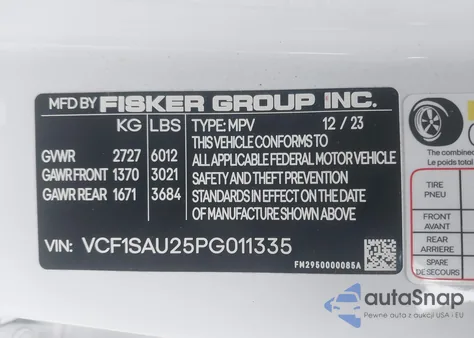 MFD BY FISKER GROUP INC.
KG LBS TYPE: MPV 12 / 23
GVWR 2727 6012
GAWR FRONT 1370 3021
GAWR REAR 1671 3684
THIS VEHICLE CONFORMS TO
ALL APPLICABLE FEDERAL MOTOR VEHICLE
SAFETY AND THEFT PREVENTION
STANDARDS IN EFFECT ON THE DATE
OF MANUFACTURE SHOWN ABOVE
VIN: VCF1SAU25PG011335
FM29S0000085A
The combined
Le poids total
TIRE
PNEU
FRONT
AVANT
REAR
ARRIERE
SPARE
DE SECOURS
autoSnap
Pewne auta z aukcji USA i EU